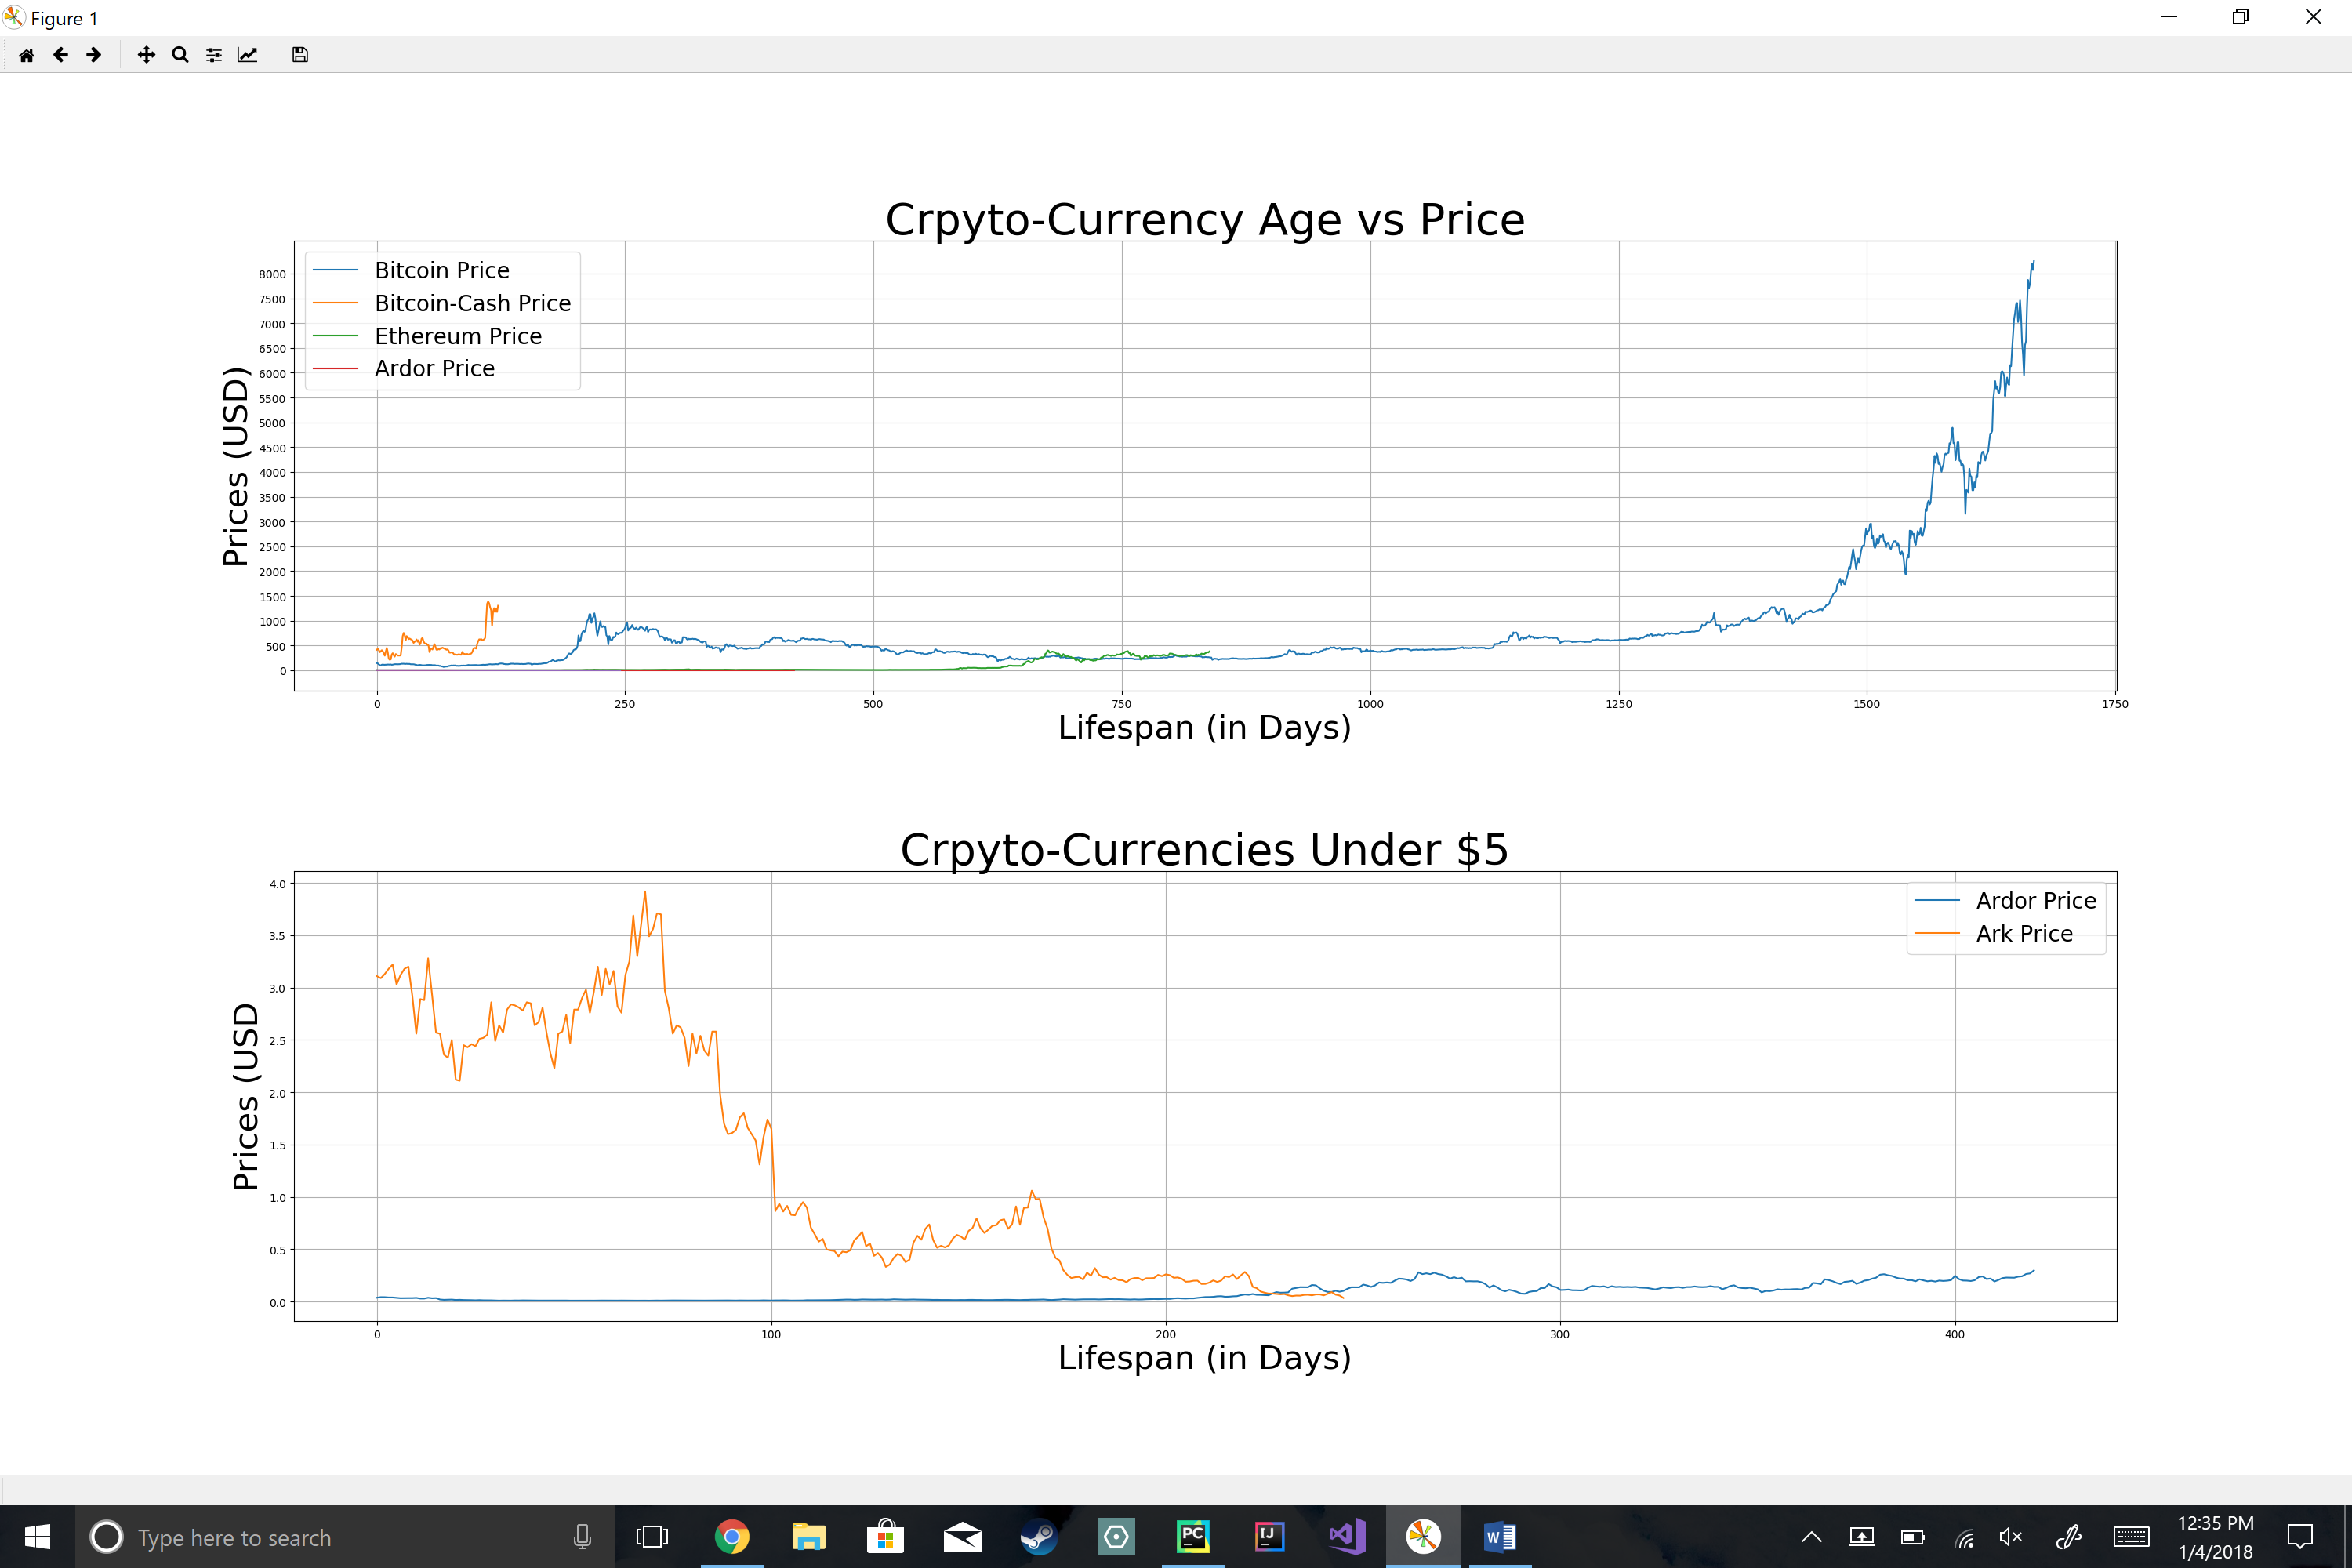 Figure 1
Crpyto-Currency Age vs Price
Bitcoin Price
Bitcoin-Cash Price
Ethereum Price
Ardor Price
Prices (USD)
8000
7500
7000
6500
6000
5500
5000
4500
4000
3500
3000
2500
2000
1500
1000
500
0
0 250 500 750 1000 1250 1500 1750
Lifespan (in Days)
Crpyto-Currencies Under $5
Ardor Price
Ark Price
Prices (USD
4.0
3.5
3.0
2.5
2.0
1.5
1.0
0.5
0.0
0 100 200 300 400
Lifespan (in Days)
Type here to search
PC
IJ
W
12:35 PM
1/4/2018